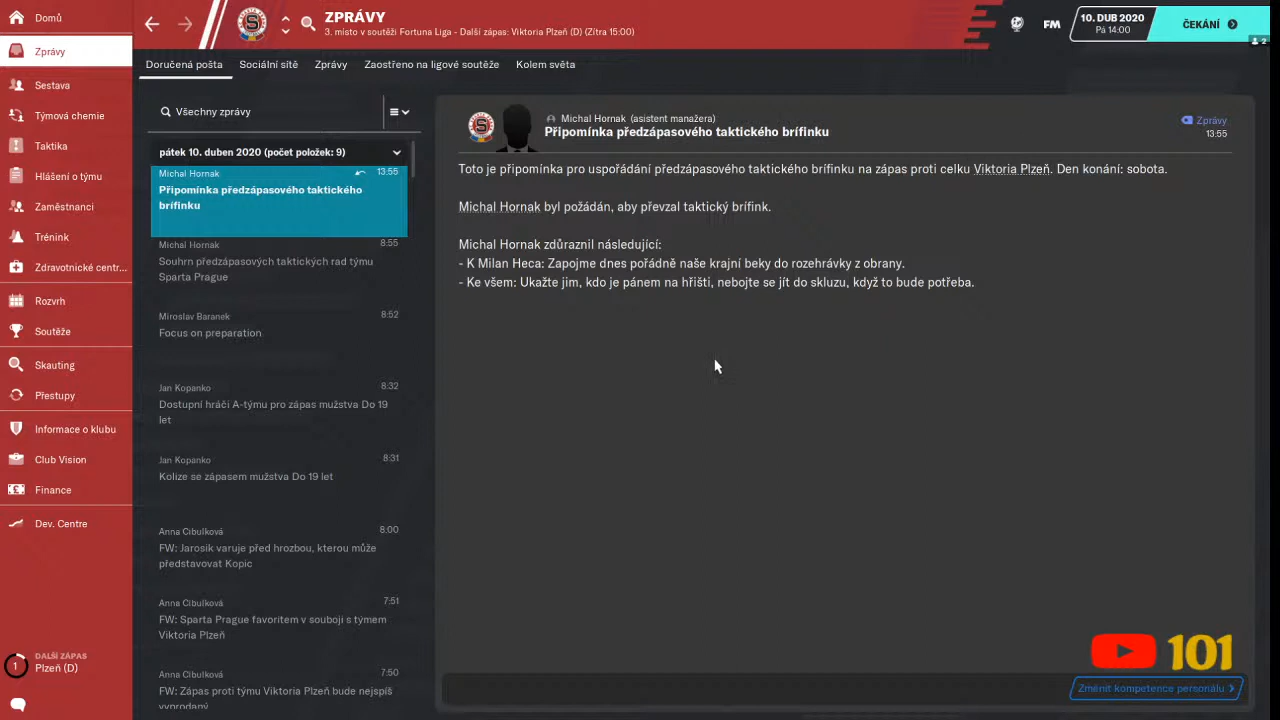 Domů
Zprávy
Sestava
Týmová chemie
Taktika
Hlášení o týmu
Zaměstnanci
Trénink
Zdravotnické centr...
Rozvrh
Soutěže
Skauting
Přestupy
Informace o klubu
Club Vision
Finance
Dev. Centre
1
DALŠÍ ZÁPAS
Plzeň (D)
ZPRÁVY
3. místo v soutěži Fortuna Liga - Další zápas: Viktoria Plzeň (D) (Zítra 15:00)
FM
10. DUB 2020
Pá 14:00
ČEKÁNÍ
2
Doručená pošta
Sociální sítě
Zprávy
Zaostřeno na ligové soutěže
Kolem světa
Všechny zprávy
pátek 10. duben 2020 (počet položek: 9)
Michal Hornak 13:55
Připomínka předzápasového taktického
brífinku
Michal Hornak 8:55
Souhrn předzápasových taktických rad týmu
Sparta Prague
Miroslav Baranek 8:52
Focus on preparation
Jan Kopanko 8:32
Dostupní hráči A-týmu pro zápas mužstva Do 19
let
Jan Kopanko 8:31
Kolize se zápasem mužstva Do 19 let
Anna Cibulková 8:00
FW: Jarosik varuje před hrozbou, kterou může
představovat Kopic
Anna Cibulková 7:51
FW: Sparta Prague favoritem v souboji s týmem
Viktoria Plzeň
Anna Cibulková 7:50
FW: Zápas proti týmu Viktoria Plzeň bude nejspíš
vyprodaný
Michal Hornak (asistent manažera)
Připomínka předzápasového taktického brífinku
Zprávy
13:55
Toto je připomínka pro uspořádání předzápasového taktického brífinku na zápas proti celku Viktoria Plzeň. Den konání: sobota.
Michal Hornak byl požádán, aby převzal taktický brífink.
Michal Hornak zdůraznil následující:
- K Milan Heca: Zapojme dnes pořádně naše krajní beky do rozehrávky z obrany.
- Ke všem: Ukažte jim, kdo je pánem na hřišti, nebojte se jít do skluzu, když to bude potřeba.
101
Změnit kompetence personálu